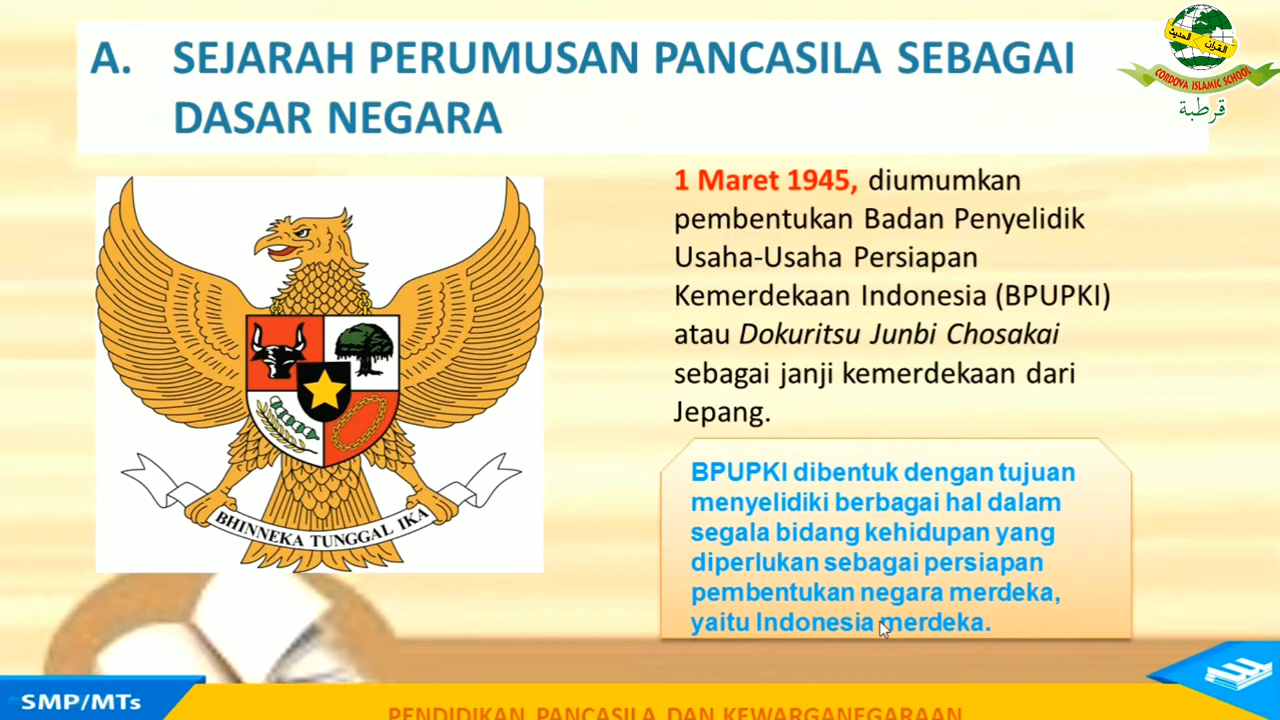 A. SEJARAH PERUMUSAN PANCASILA SEBAGAI
DASAR NEGARA
القرآن الحديث
CORDOVA ISLAMIC SCHOOL
قرطبة
1 Maret 1945, diumumkan
pembentukan Badan Penyelidik
Usaha-Usaha Persiapan
Kemerdekaan Indonesia (BPUPKI)
atau Dokuritsu Junbi Chosakai
sebagai janji kemerdekaan dari
Jepang.
BHINNEKA TUNGGAL IKA
BPUPKI dibentuk dengan tujuan
menyelidiki berbagai hal dalam
segala bidang kehidupan yang
diperlukan sebagai persiapan
pembentukan negara merdeka,
yaitu Indonesia merdeka.
SMP/MTs
PENDIDIKAN PANCASILA DAN KEWARGANEGARAAN